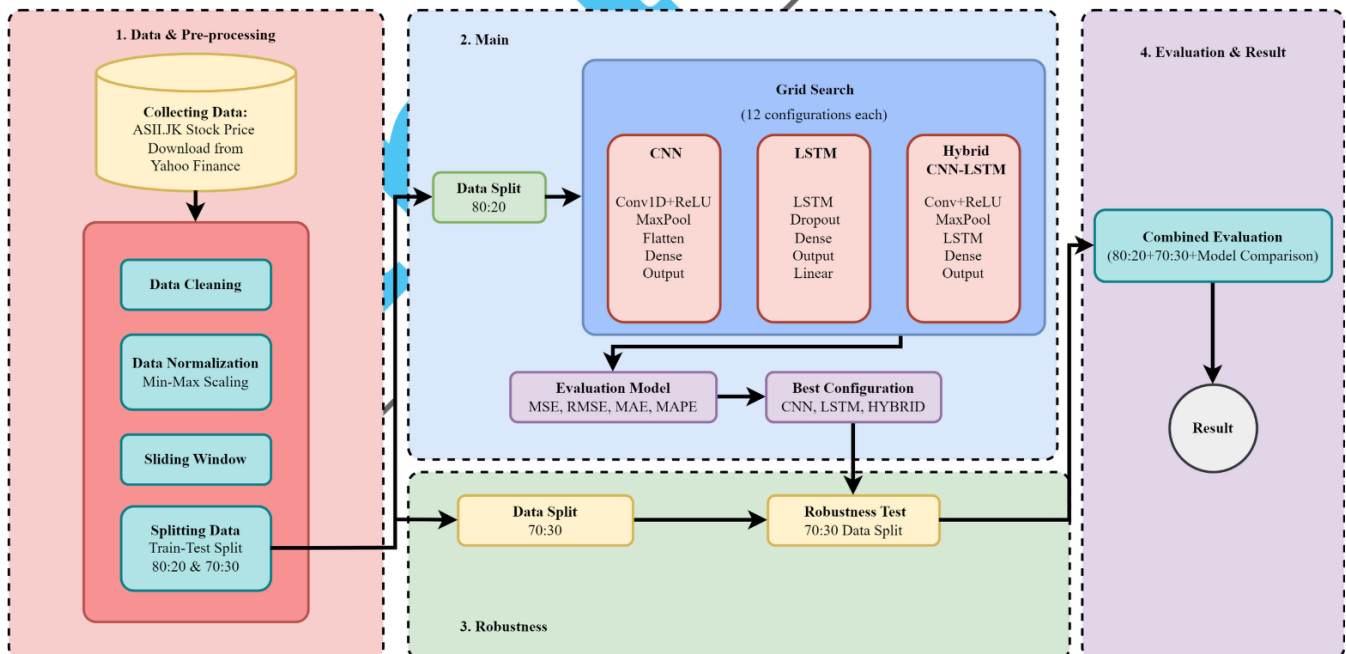 1. Data & Pre-processing
Collecting Data:
ASII.JK Stock Price
Download from
Yahoo Finance
Data Cleaning
Data Normalization
Min-Max Scaling
Sliding Window
Splitting Data
Train-Test Split
80:20 & 70:30
2. Main
Data Split
80:20
Grid Search
(12 configurations each)
CNN
Conv1D+ReLU
MaxPool
Flatten
Dense
Output
LSTM
LSTM
Dropout
Dense
Output
Linear
Hybrid
CNN-LSTM
Conv+ReLU
MaxPool
LSTM
Dense
Output
Evaluation Model
MSE, RMSE, MAE, MAPE
Best Configuration
CNN, LSTM, HYBRID
Data Split
70:30
Robustness Test
70:30 Data Split
3. Robustness
4. Evaluation & Result
Combined Evaluation
(80:20+70:30+Model Comparison)
Result